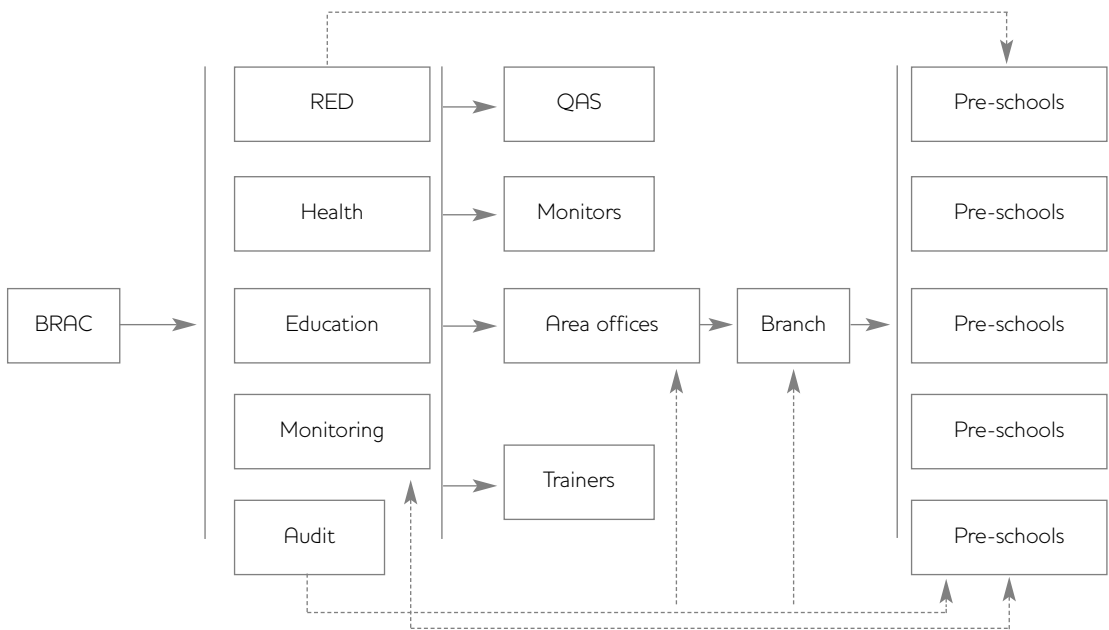 RED
QAS
Pre-schools
Health
Monitors
Pre-schools
BRAC
Education
Area offices
Branch
Pre-schools
Monitoring
Pre-schools
Trainers
Audit
Pre-schools